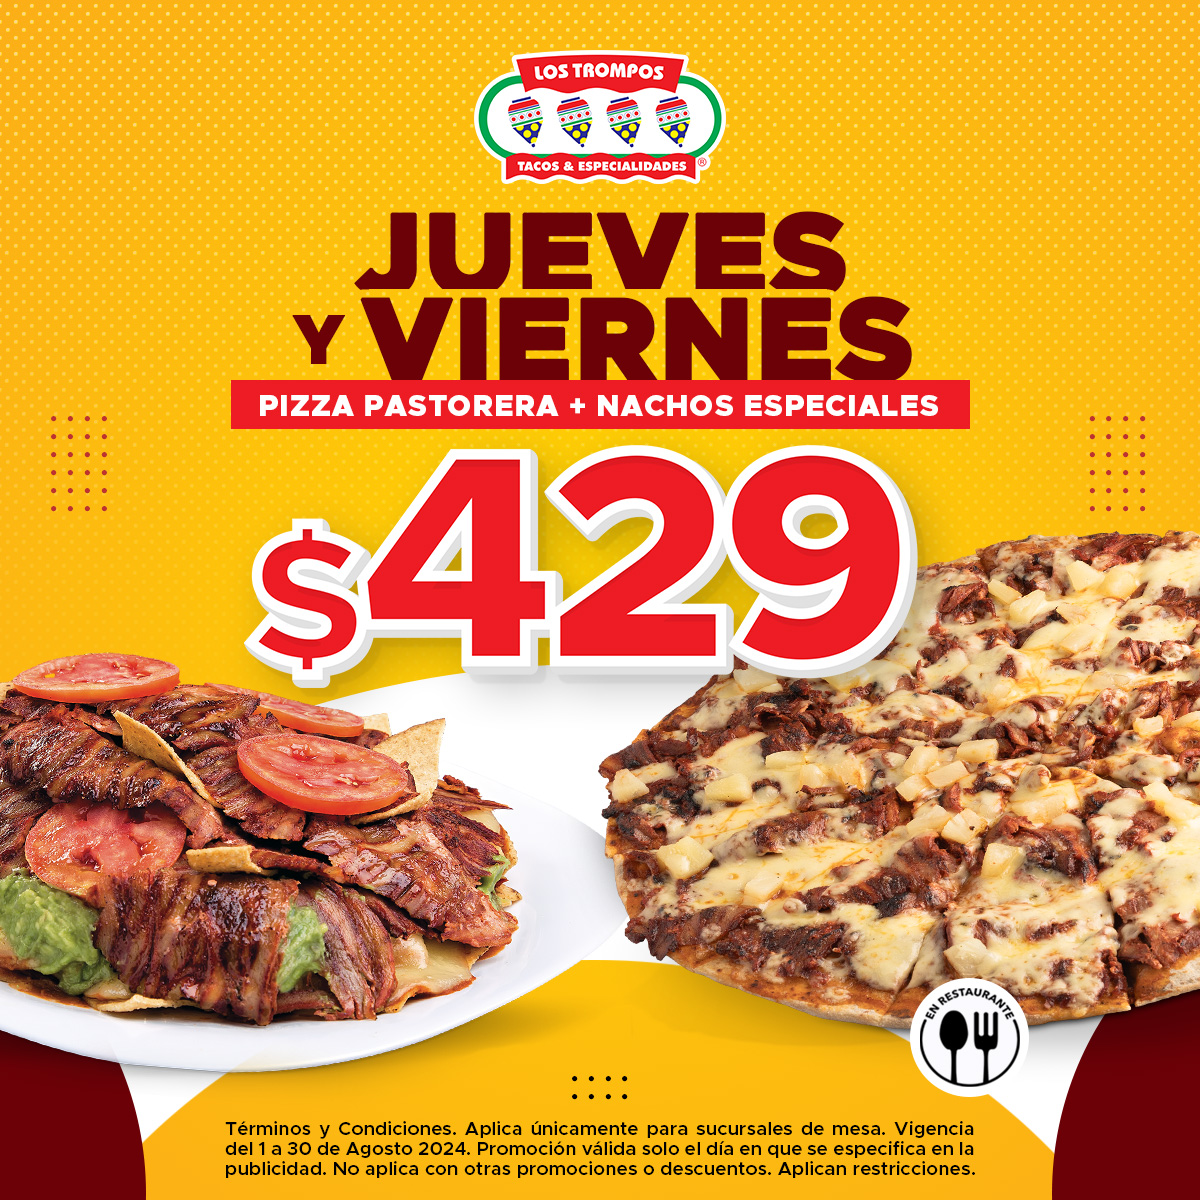 LOS TROMPOS
TACOS & ESPECIALIDADES ®
JUEVES
Y VIERNES
PIZZA PASTORERA + NACHOS ESPECIALES
$429
EN RESTAURANTE
Términos y Condiciones. Aplica únicamente para sucursales de mesa. Vigencia
del 1 a 30 de Agosto 2024. Promoción válida solo el día en que se especifica en la
publicidad. No aplica con otras promociones o descuentos. Aplican restricciones.